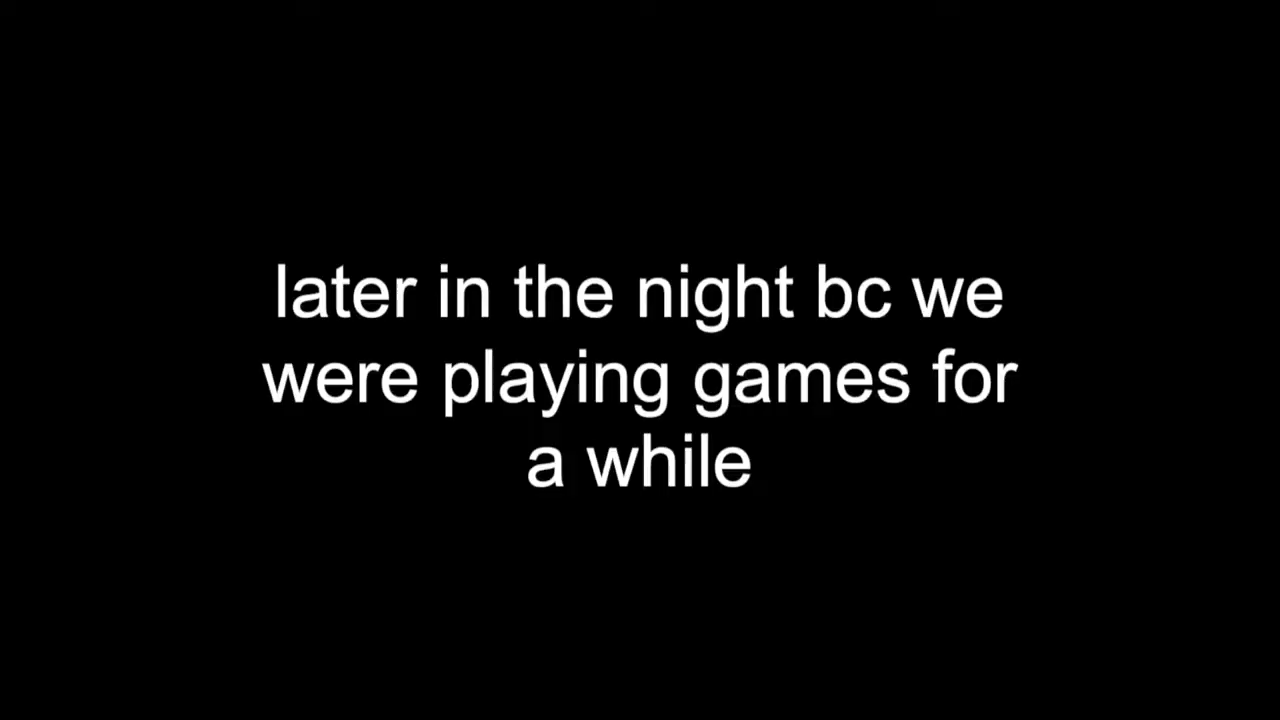 later in the night bc we
were playing games for
a while